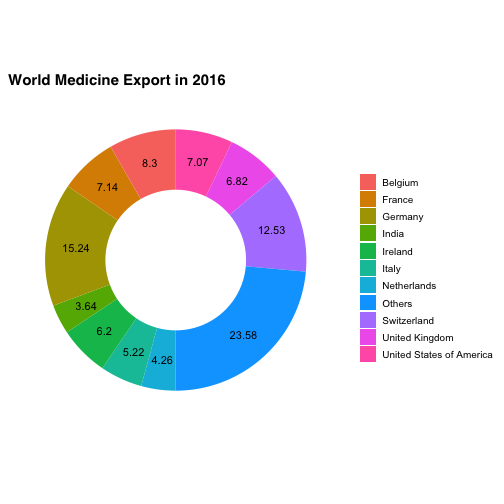 World Medicine Export in 2016
8.3
7.07
7.14
6.82
12.53
15.24
3.64
6.2
5.22
4.26
23.58
Belgium
France
Germany
India
Ireland
Italy
Netherlands
Others
Switzerland
United Kingdom
United States of America